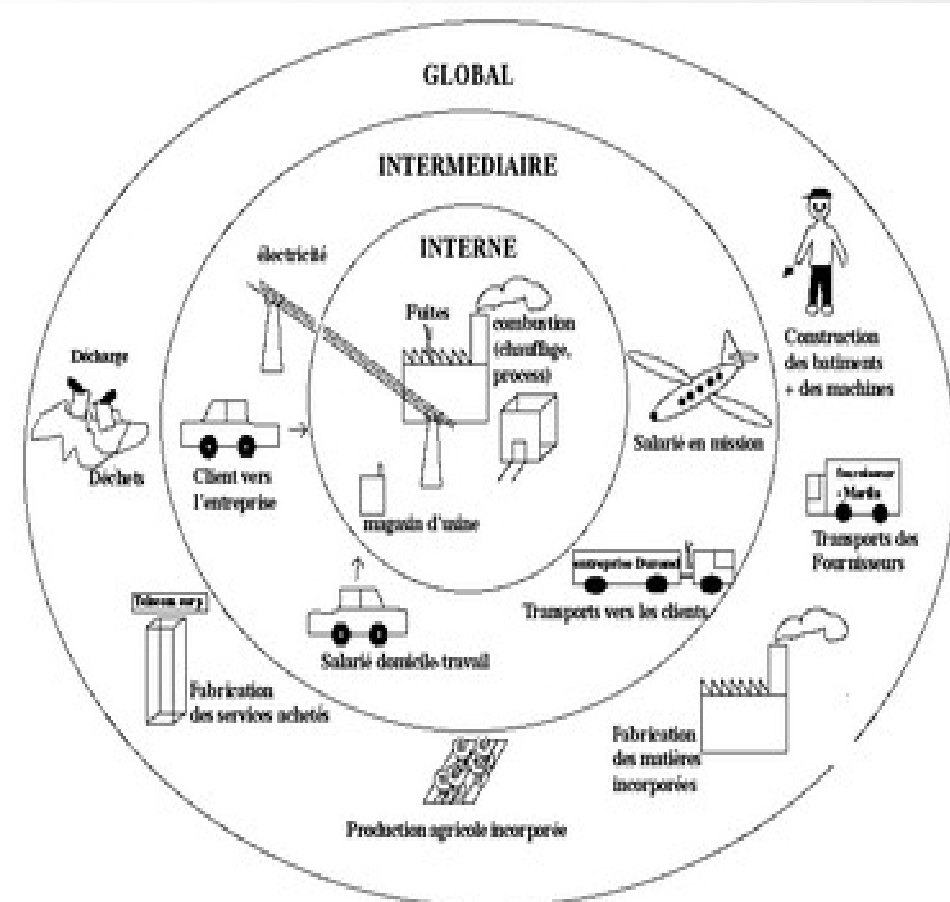 GLOBAL
INTERMEDIAIRE
INTERNE
électricité
Fuites
combustion
(chauffage,
process)
Construction
des batiments
+ des machines
Décharge
Déchets
Client vers
l'entreprise
Salarié en mission
magasin d'usine
fournisseur
Transports des
Fournisseurs
entreprise Durand
Transports vers les clients
Salarié domicile-travail
Fabrication
des services achetés
Fabrication
des matières
incorporées
Production agricole incorporée